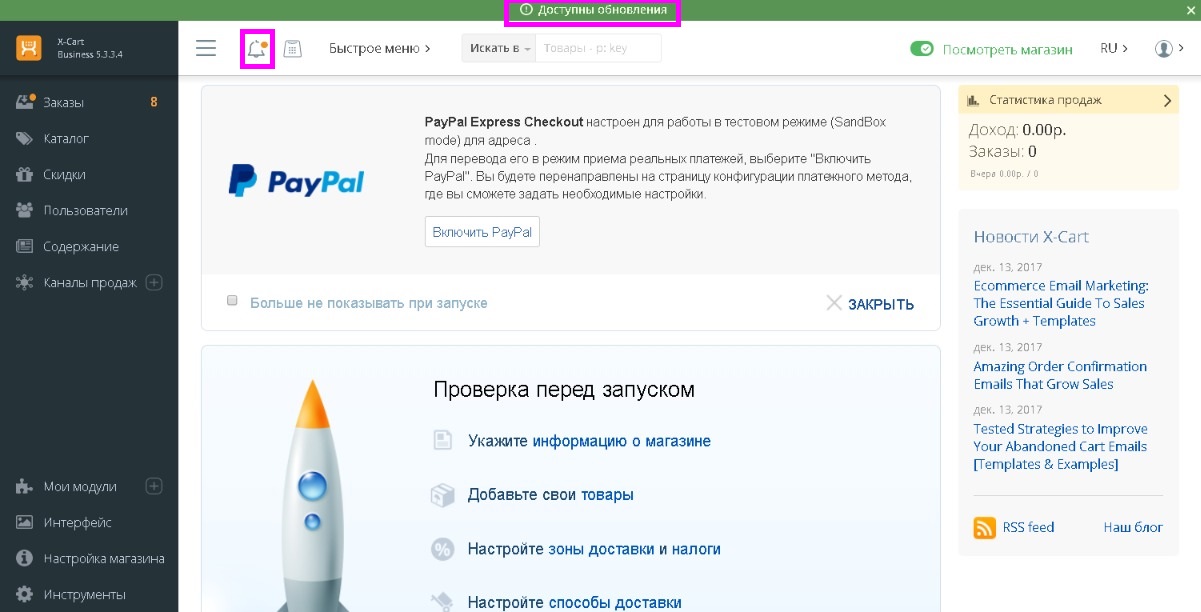 Доступны обновления
X-Cart
Business 5.3.3.4
Быстрое меню
Искать в
Товары - p: key
Посмотреть магазин
RU
Заказы 8
Каталог
Скидки
Пользователи
Содержание
Каналы продаж
Мои модули
Интерфейс
Настройка магазина
Инструменты
PayPal
PayPal Express Checkout настроен для работы в тестовом режиме (SandBox
mode) для адреса .
Для перевода его в режим приема реальных платежей, выберите "Включить
PayPal". Вы будете перенаправлены на страницу конфигурации платежного метода,
где вы сможете задать необходимые настройки.
Включить PayPal
Больше не показывать при запуске
ЗАКРЫТЬ
Проверка перед запуском
Укажите информацию о магазине
Добавьте свои товары
Настройте зоны доставки и налоги
Настройте способы доставки
Статистика продаж
Доход: 0.00р.
Заказы: 0
Вчера 0.00р. / 0
Новости X-Cart
дек. 13, 2017
Ecommerce Email Marketing:
The Essential Guide To Sales
Growth + Templates
дек. 13, 2017
Amazing Order Confirmation
Emails That Grow Sales
дек. 13, 2017
Tested Strategies to Improve
Your Abandoned Cart Emails
[Templates & Examples]
RSS feed
Наш блог